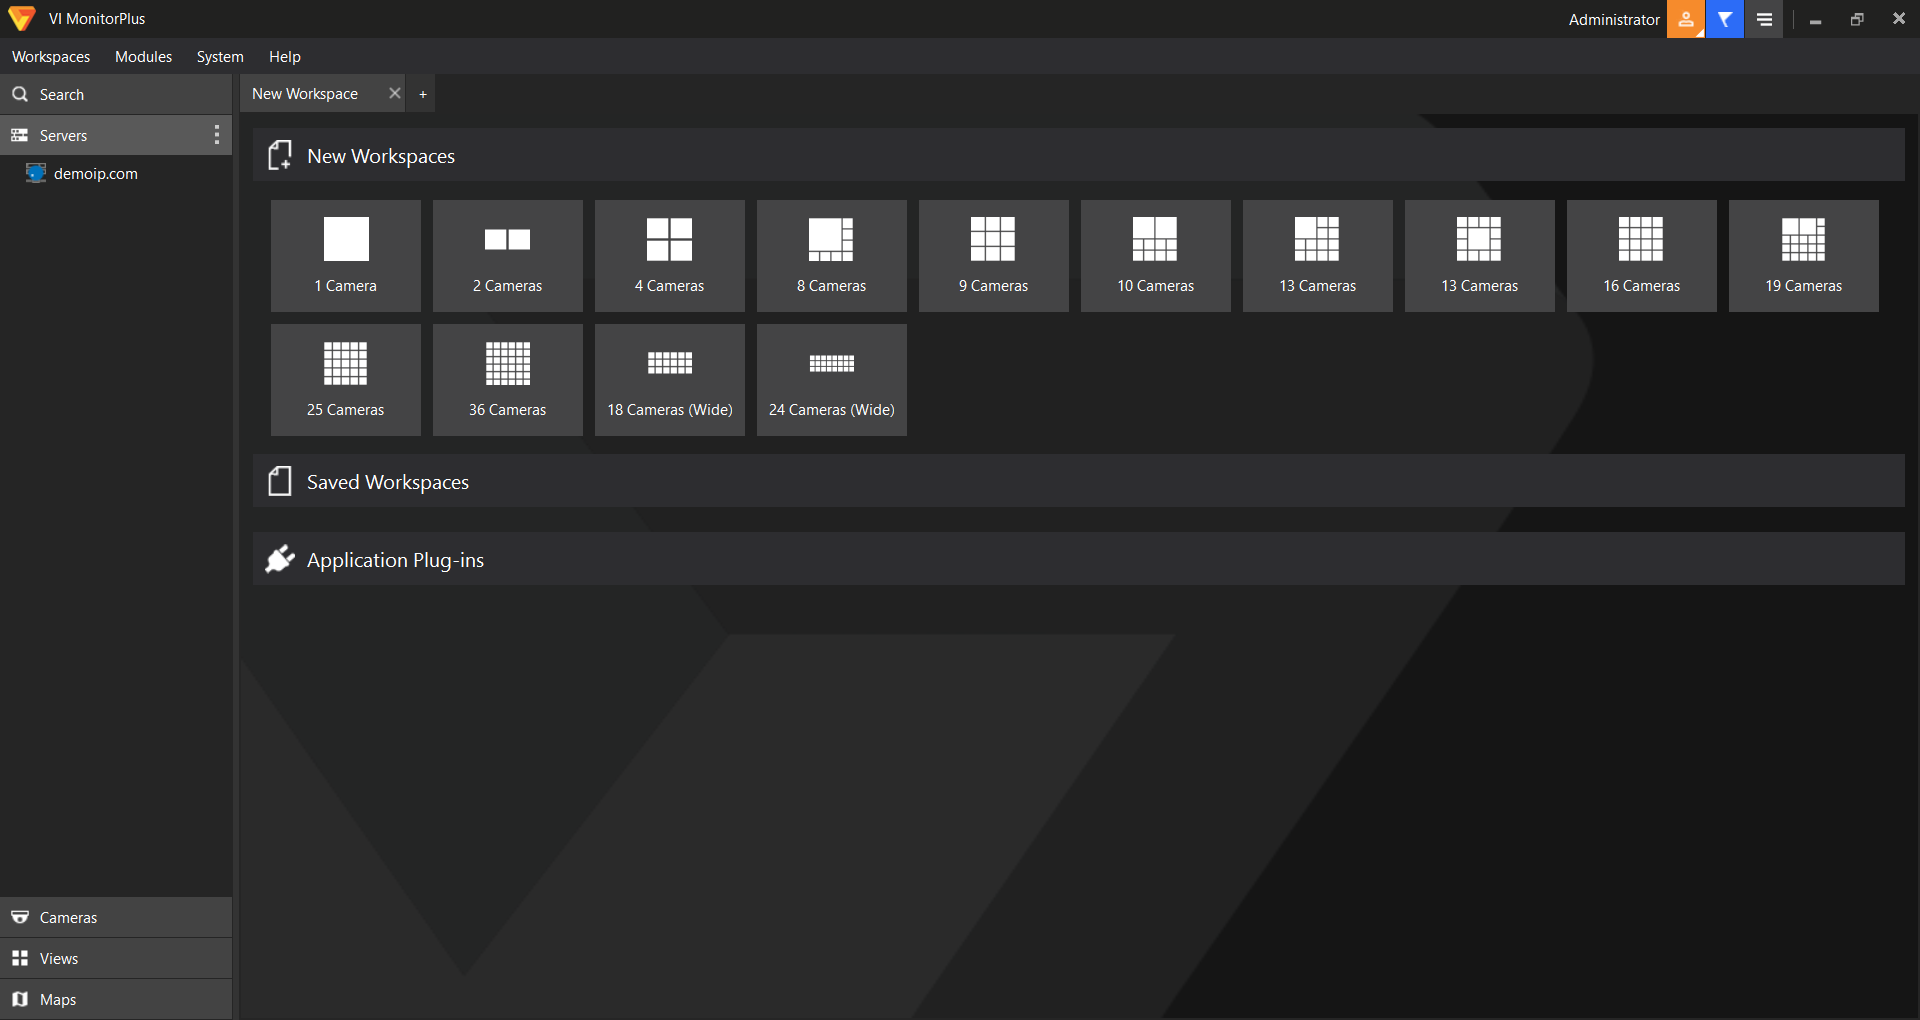 VI MonitorPlus
Administrator
Workspaces Modules System Help
Search
Servers
demoip.com
New Workspace +
New Workspaces
1 Camera 2 Cameras 4 Cameras 8 Cameras 9 Cameras 10 Cameras 13 Cameras 13 Cameras 16 Cameras 19 Cameras
25 Cameras 36 Cameras 18 Cameras (Wide) 24 Cameras (Wide)
Saved Workspaces
Application Plug-ins
Cameras
Views
Maps